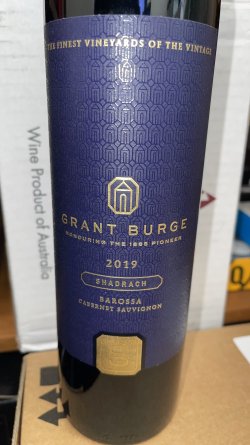 THE FINEST VINEYARDS OF THE VINTAGE
GRANT BURGE
HONOURING THE 1865 PIONEER
2019
SHADRACH
BAROSSA
CABERNET SAUVIGNON
Wine Product of Australia